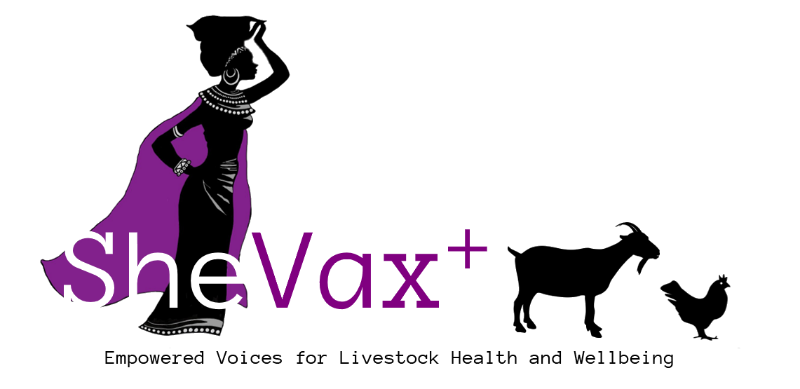 SheVax+
Empowered Voices for Livestock Health and Wellbeing